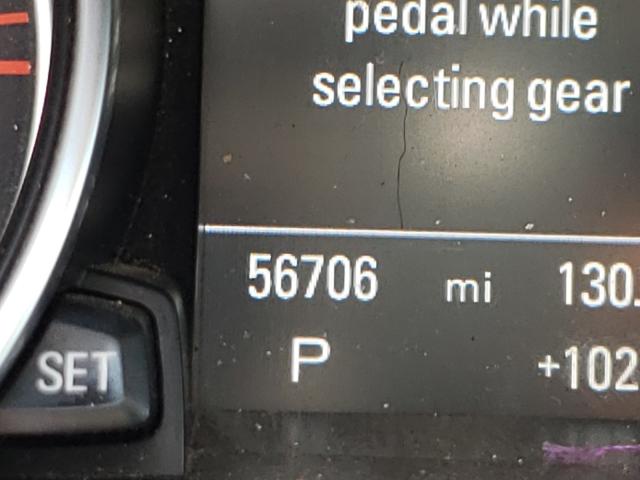 pedal while
selecting gear
56706 mi 130.
P +102
SET